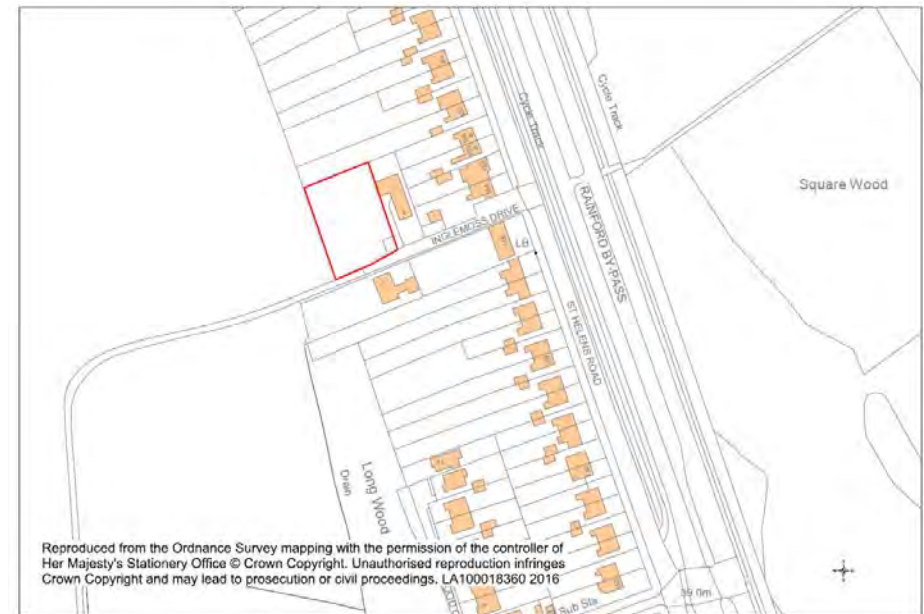 Cycle Track
Cycle Track
Square Wood
RAINFORD BY-PASS
INGLEMOSS DRIVE
LB
ST HELENS ROAD
Drain
Long Wood
Reproduced from the Ordnance Survey mapping with the permission of the controller of
Her Majesty's Stationery Office © Crown Copyright. Unauthorised reproduction infringes
Crown Copyright and may lead to prosecution or civil proceedings. LA100018360 2016
Sub Sta